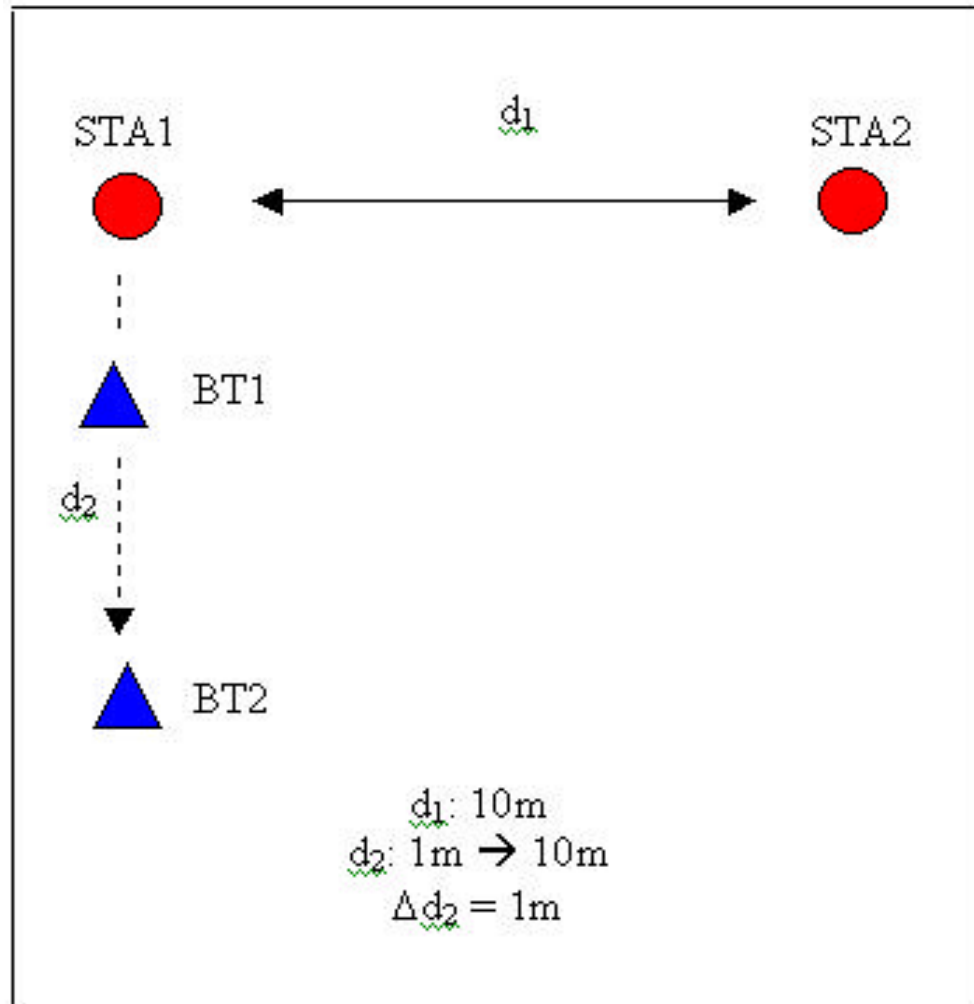 d₁
STA1
STA2
BT1
d₂
BT2
d₁: 10m
d₂: 1m → 10m
Δd₂ = 1m